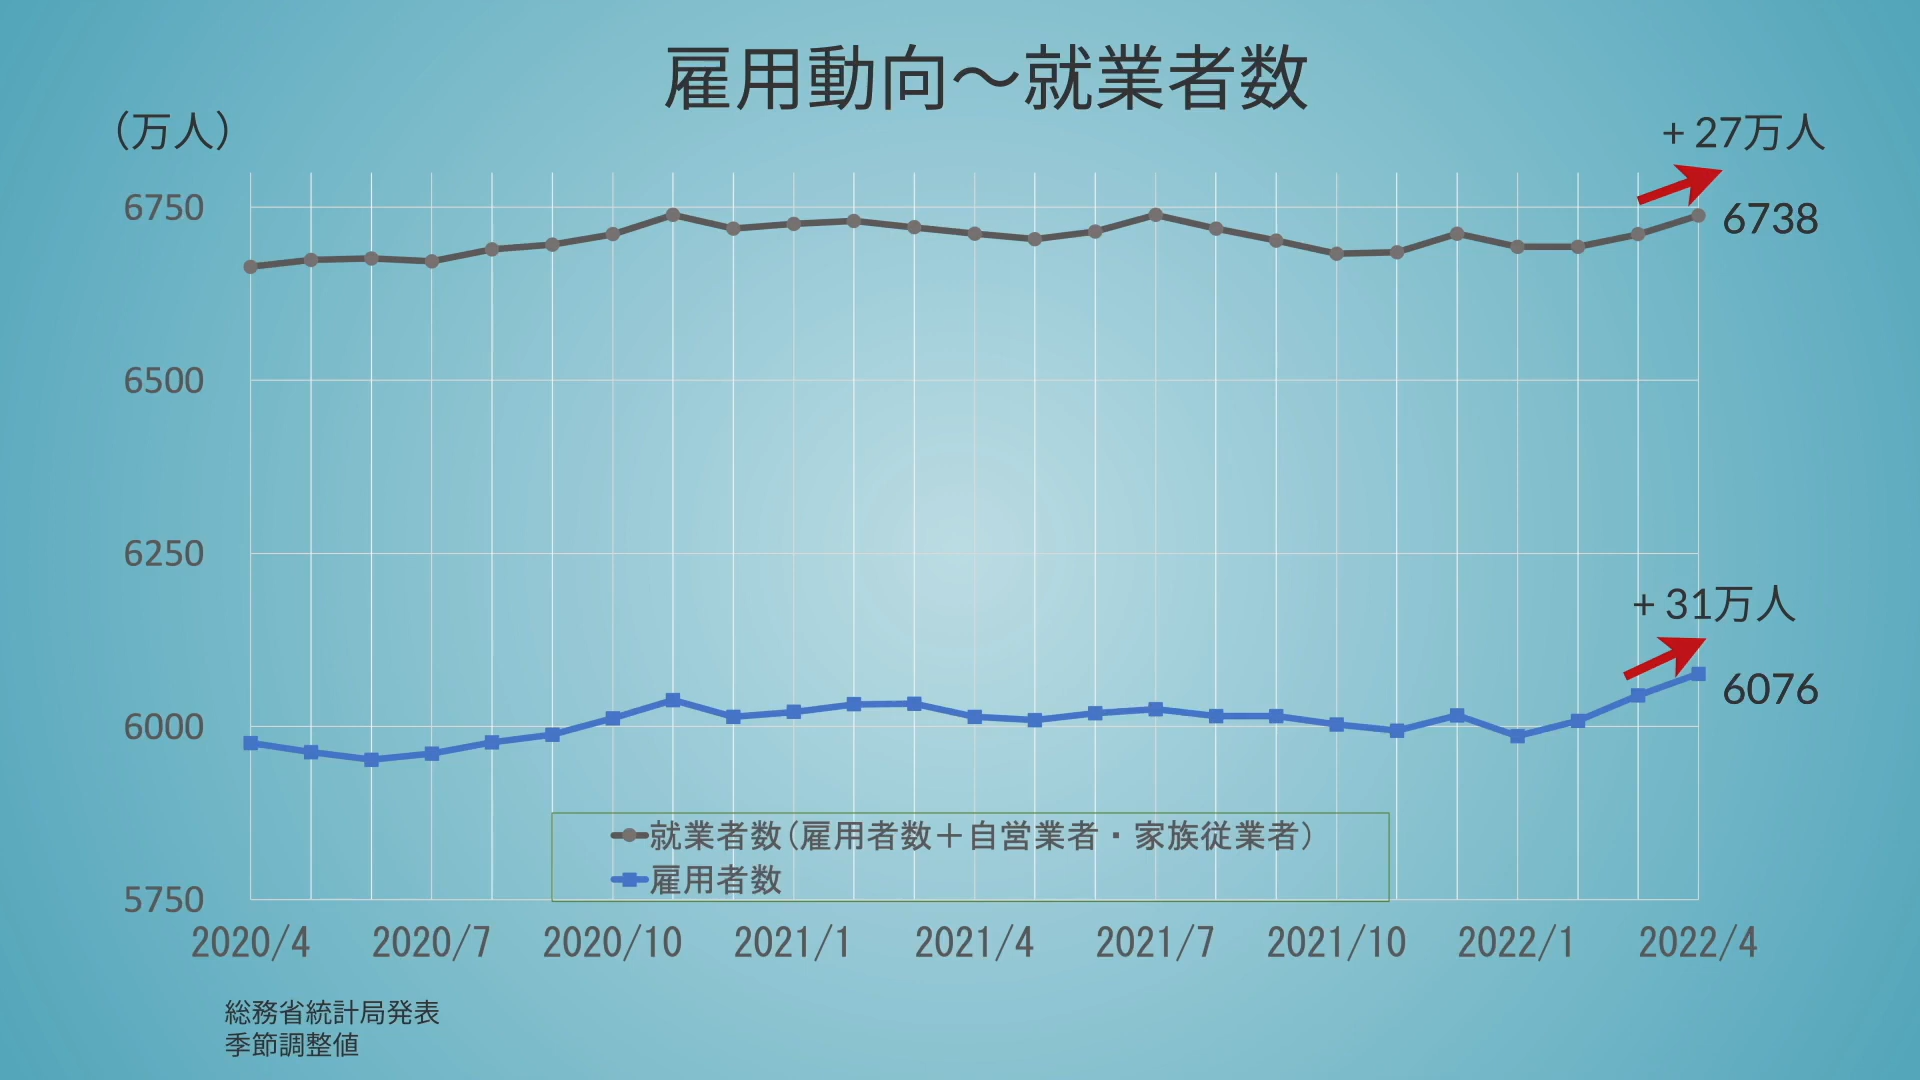 雇用動向～就業者数
（万人）
+ 27万人
6750
6738
6500
6250
+ 31万人
6076
6000
就業者数（雇用者数＋自営業者・家族従業者）
雇用者数
5750
2020/4 2020/7 2020/10 2021/1 2021/4 2021/7 2021/10 2022/1 2022/4
総務省統計局発表
季節調整値